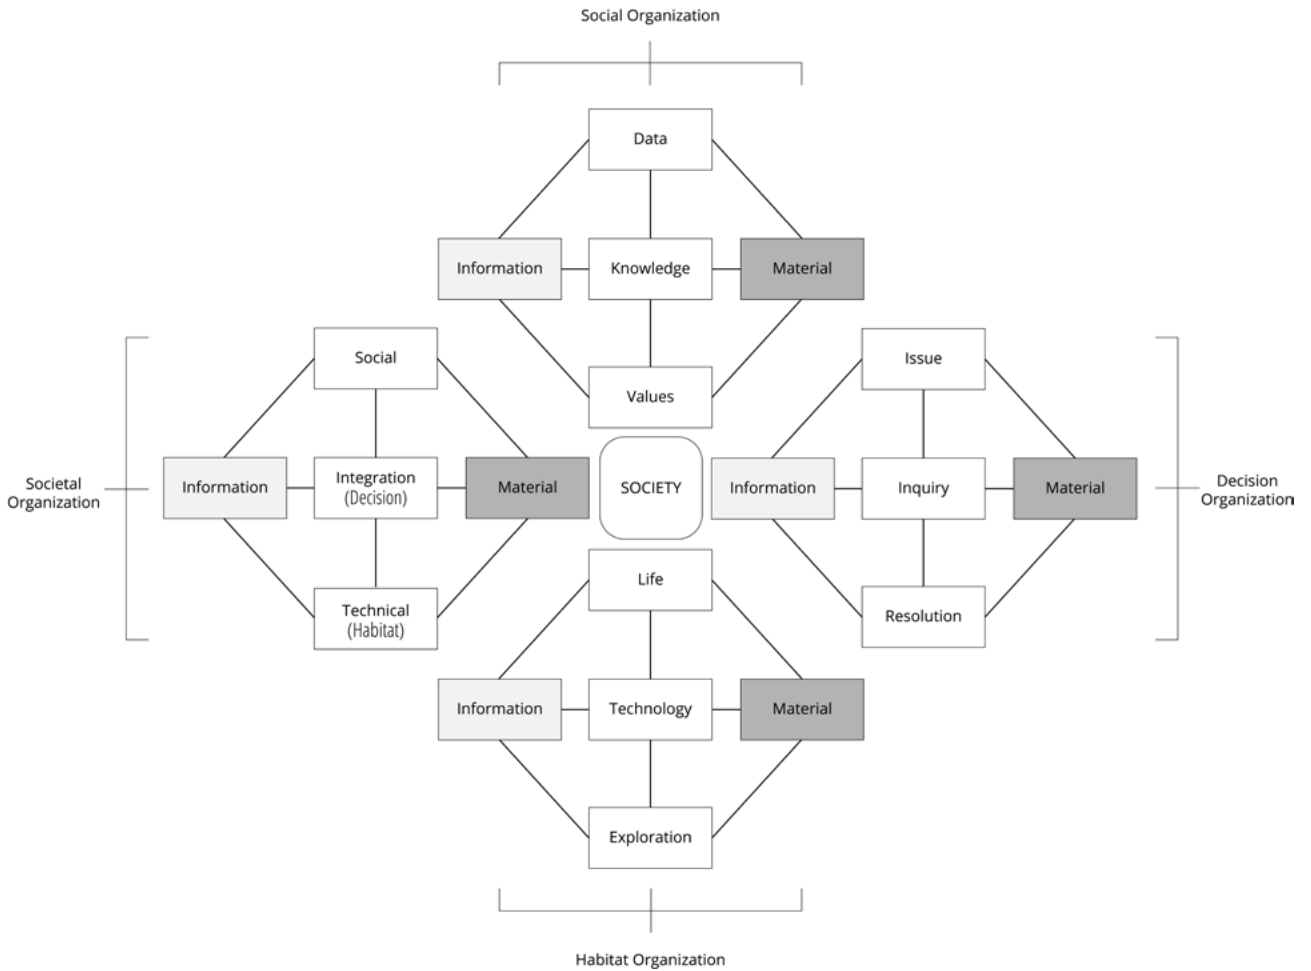 Social Organization
Data
Information
Knowledge
Material
Values
Societal
Organization
Social
Information
Integration
(Decision)
Material
Technical
(Habitat)
SOCIETY
Issue
Information
Inquiry
Material
Resolution
Decision
Organization
Life
Information
Technology
Material
Exploration
Habitat Organization